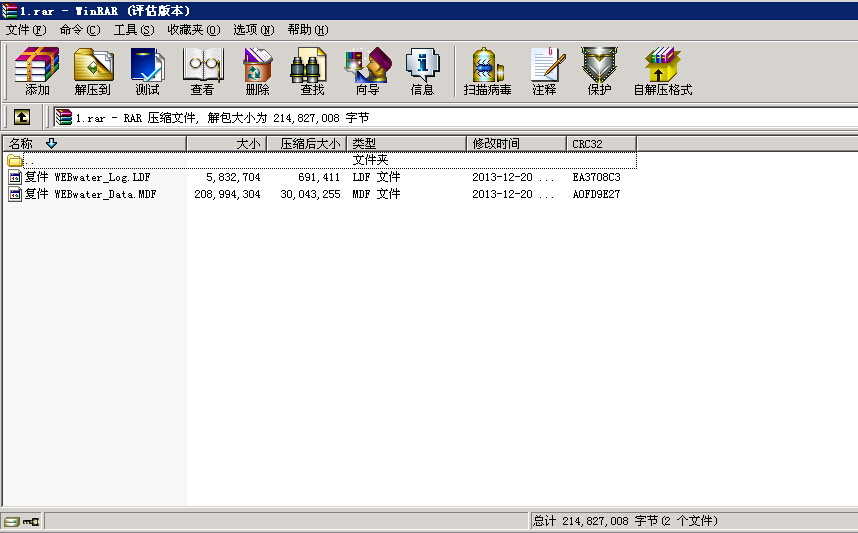 1.rar - WinRAR (评估版本)
文件(F) 命令(C) 工具(S) 收藏夹(O) 选项(N) 帮助(H)
添加 解压到 测试 查看 删除 查找 向导 信息 扫描病毒 注释 保护 自解压格式
1.rar - RAR 压缩文件, 解包大小为 214,827,008 字节
名称 大小 压缩后大小 类型 修改时间 CRC32
.. 文件夹
复件 WEBwater_Log.LDF 5,832,704 691,411 LDF 文件 2013-12-20 ... EA3708C3
复件 WEBwater_Data.MDF 208,994,304 30,043,255 MDF 文件 2013-12-20 ... A0FD9E27
总计 214,827,008 字节(2 个文件)